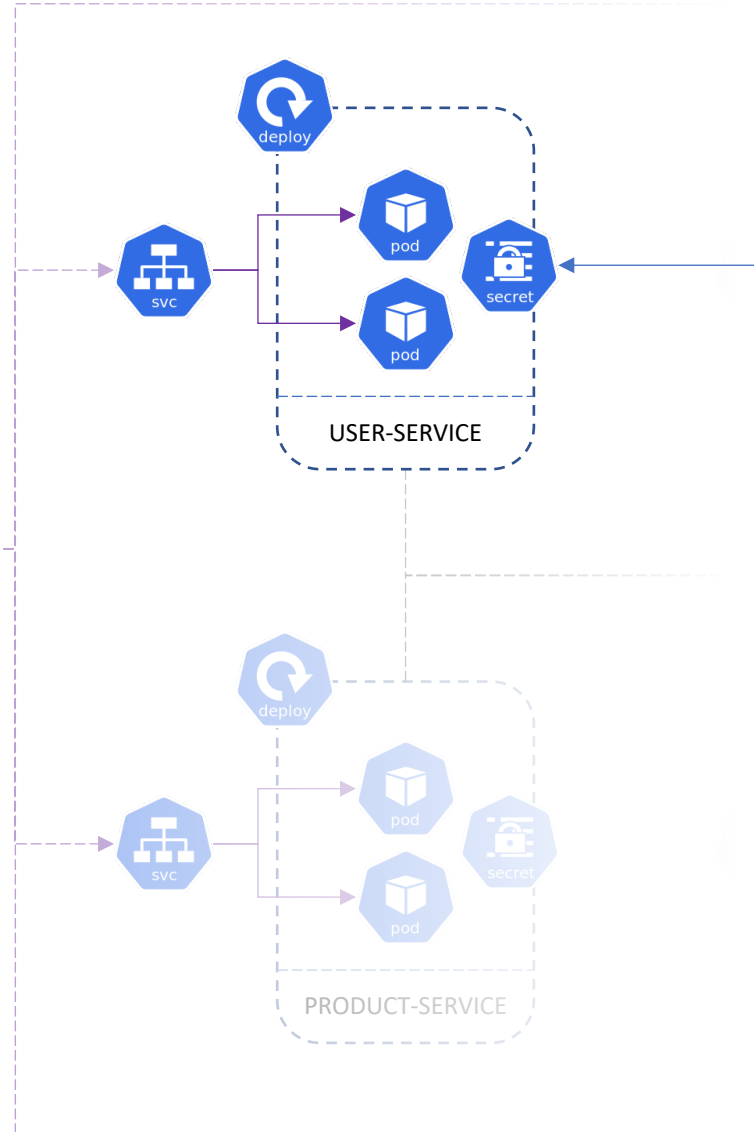 deploy
pod
svc
secret
pod
USER-SERVICE
deploy
pod
svc
secret
pod
PRODUCT-SERVICE